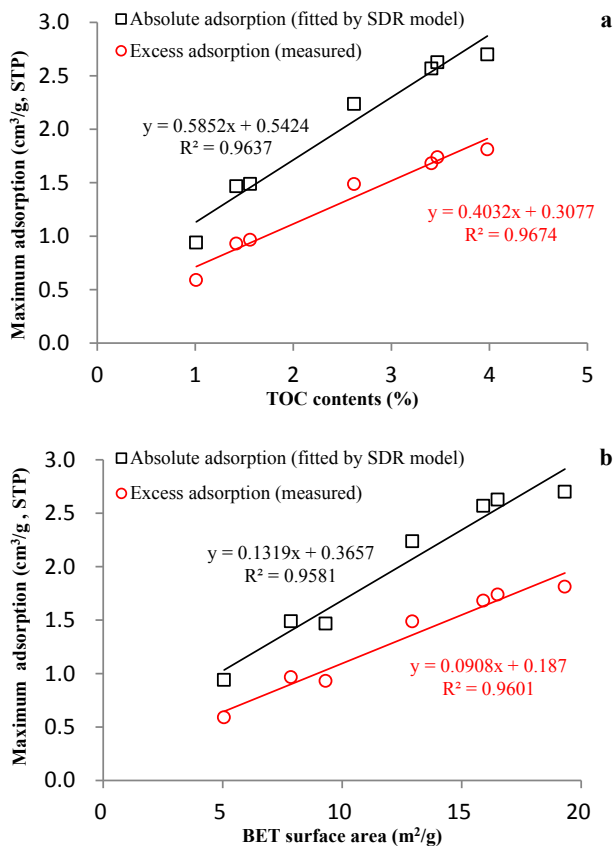 a
Absolute adsorption (fitted by SDR model)
Excess adsorption (measured)
y = 0.5852x + 0.5424
R² = 0.9637
y = 0.4032x + 0.3077
R² = 0.9674
Maximum adsorption (cm³/g, STP)
3.0
2.5
2.0
1.5
1.0
0.5
0.0
0 1 2 3 4 5
TOC contents (%)
b
Absolute adsorption (fitted by SDR model)
Excess adsorption (measured)
y = 0.1319x + 0.3657
R² = 0.9581
y = 0.0908x + 0.187
R² = 0.9601
Maximum adsorption (cm³/g , STP)
3.0
2.5
2.0
1.5
1.0
0.5
0.0
0 5 10 15 20
BET surface area (m²/g)